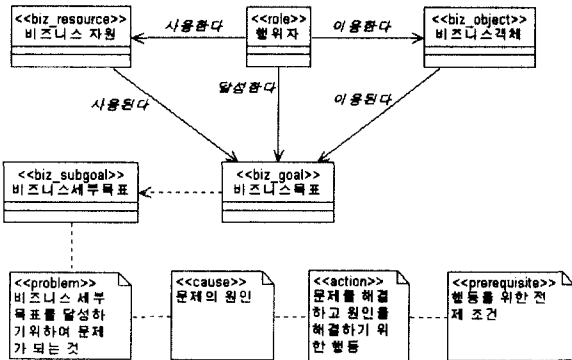 <<biz_resource>>
비즈니스 자원
<<role>>
행위자
<<biz_object>>
비즈니스객체
사용한다
이용한다
사용된다
달성한다
이용된다
<<biz_subgoal>>
비즈니스세부목표
<<biz_goal>>
비즈니스목표
<<problem>>
비즈니스 세부
목표를 달성하
기위하여 문제
가 되는 것
<<cause>>
문제의 원인
<<action>>
문제를 해결
하고 원인를
해결하기 위
한 행동
<<prerequisite>>
행동를 위한 전
제 조건